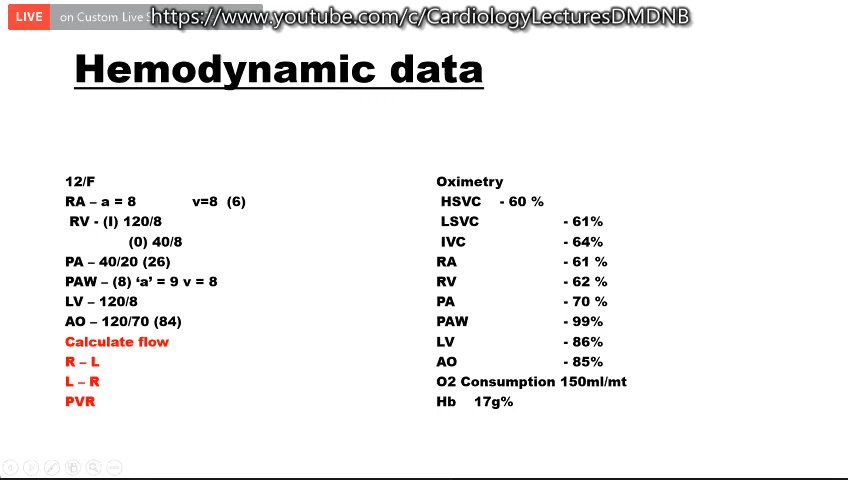 LIVE on Custom Live S
https://www.youtube.com/c/CardiologyLecturesDMDNB
Hemodynamic data
12/F
RA – a = 8 v=8 (6)
RV - (I) 120/8
(0) 40/8
PA – 40/20 (26)
PAW – (8) ‘a’ = 9 v = 8
LV – 120/8
AO – 120/70 (84)
Calculate flow
R – L
L – R
PVR
Oximetry
HSVC - 60 %
LSVC - 61%
IVC - 64%
RA - 61 %
RV - 62 %
PA - 70 %
PAW - 99%
LV - 86%
AO - 85%
O2 Consumption 150ml/mt
Hb 17g%